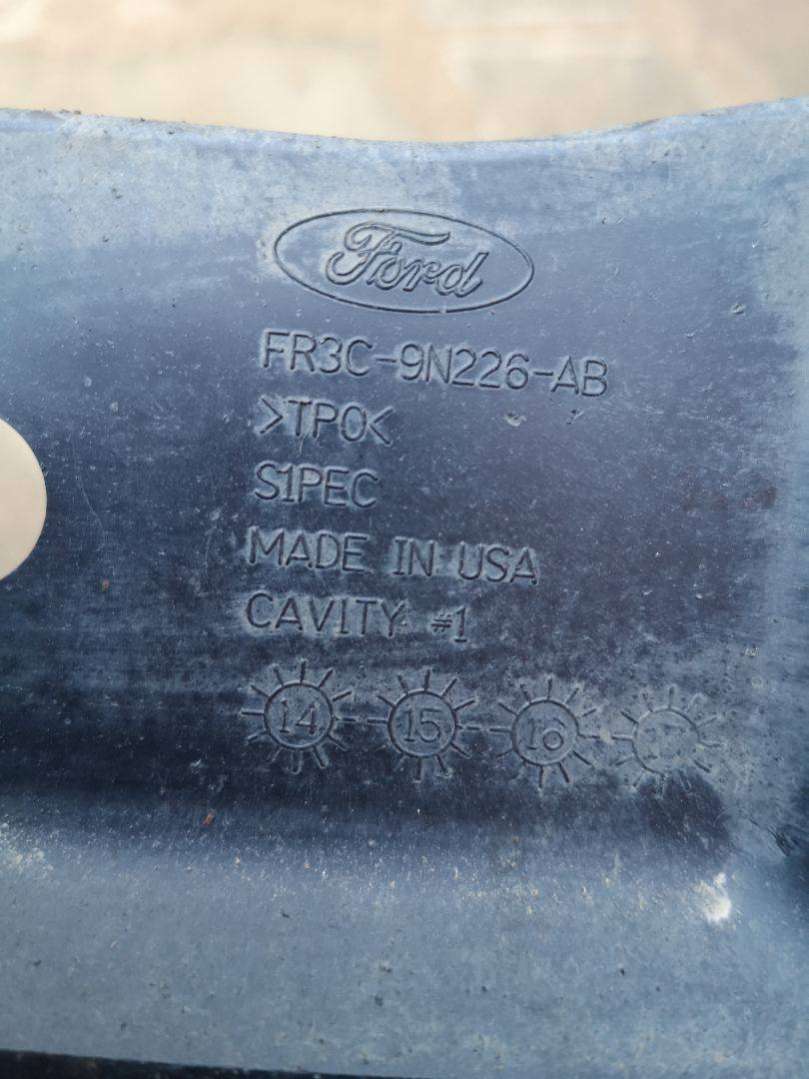 Ford
FR3C-9N226-AB
>TPO<
S1PEC
MADE IN USA
CAVITY #1
14 15 16